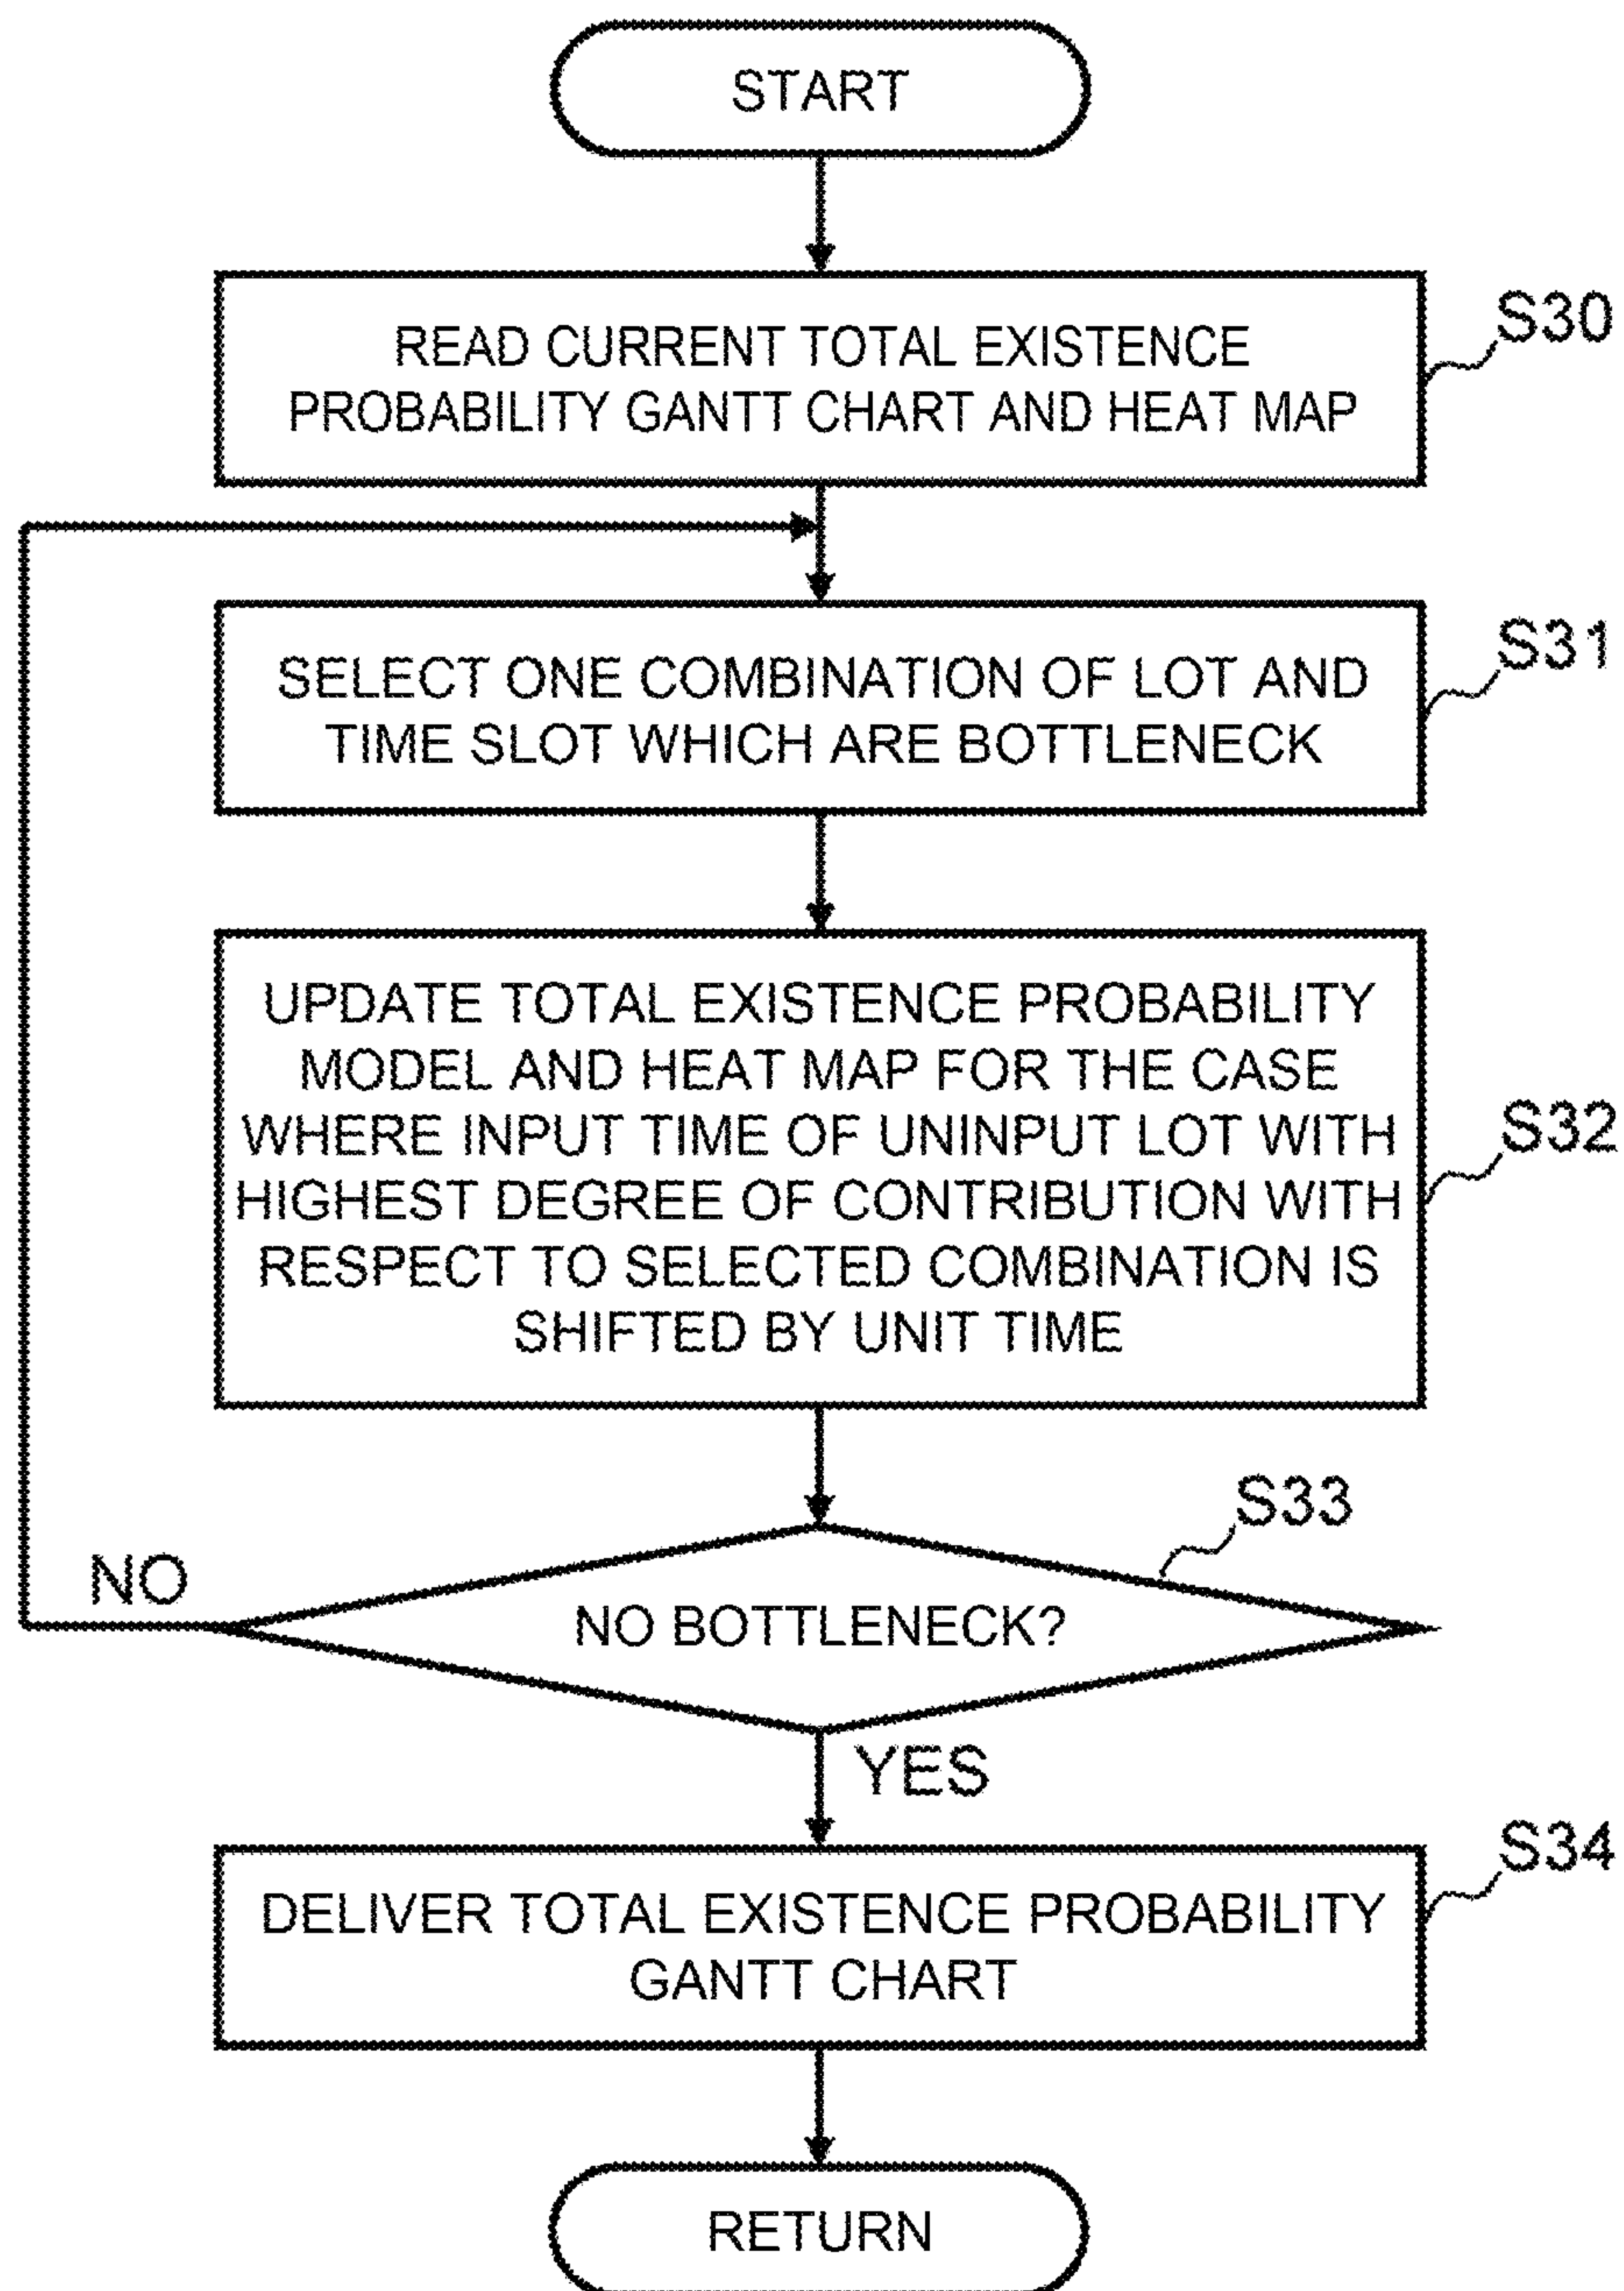 START
READ CURRENT TOTAL EXISTENCE
PROBABILITY GANTT CHART AND HEAT MAP
S30
SELECT ONE COMBINATION OF LOT AND
TIME SLOT WHICH ARE BOTTLENECK
S31
UPDATE TOTAL EXISTENCE PROBABILITY
MODEL AND HEAT MAP FOR THE CASE
WHERE INPUT TIME OF UNINPUT LOT WITH
HIGHEST DEGREE OF CONTRIBUTION WITH
RESPECT TO SELECTED COMBINATION IS
SHIFTED BY UNIT TIME
S32
S33
NO BOTTLENECK?
NO
YES
DELIVER TOTAL EXISTENCE PROBABILITY
GANTT CHART
S34
RETURN